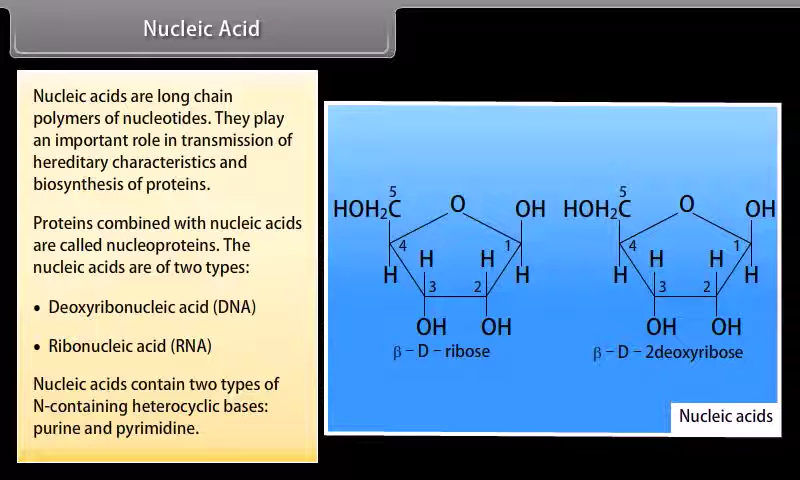 Nucleic Acid
Nucleic acids are long chain
polymers of nucleotides. They play
an important role in transmission of
hereditary characteristics and
biosynthesis of proteins.
Proteins combined with nucleic acids
are called nucleoproteins. The
nucleic acids are of two types:
• Deoxyribonucleic acid (DNA)
• Ribonucleic acid (RNA)
Nucleic acids contain two types of
N-containing heterocyclic bases:
purine and pyrimidine.
5
HOH₂C O OH
4 1
H H H H
3 2
OH OH
β – D – ribose
5
HOH₂C O OH
4 1
H H H H
3 2
OH OH
β – D – 2deoxyribose
Nucleic acids